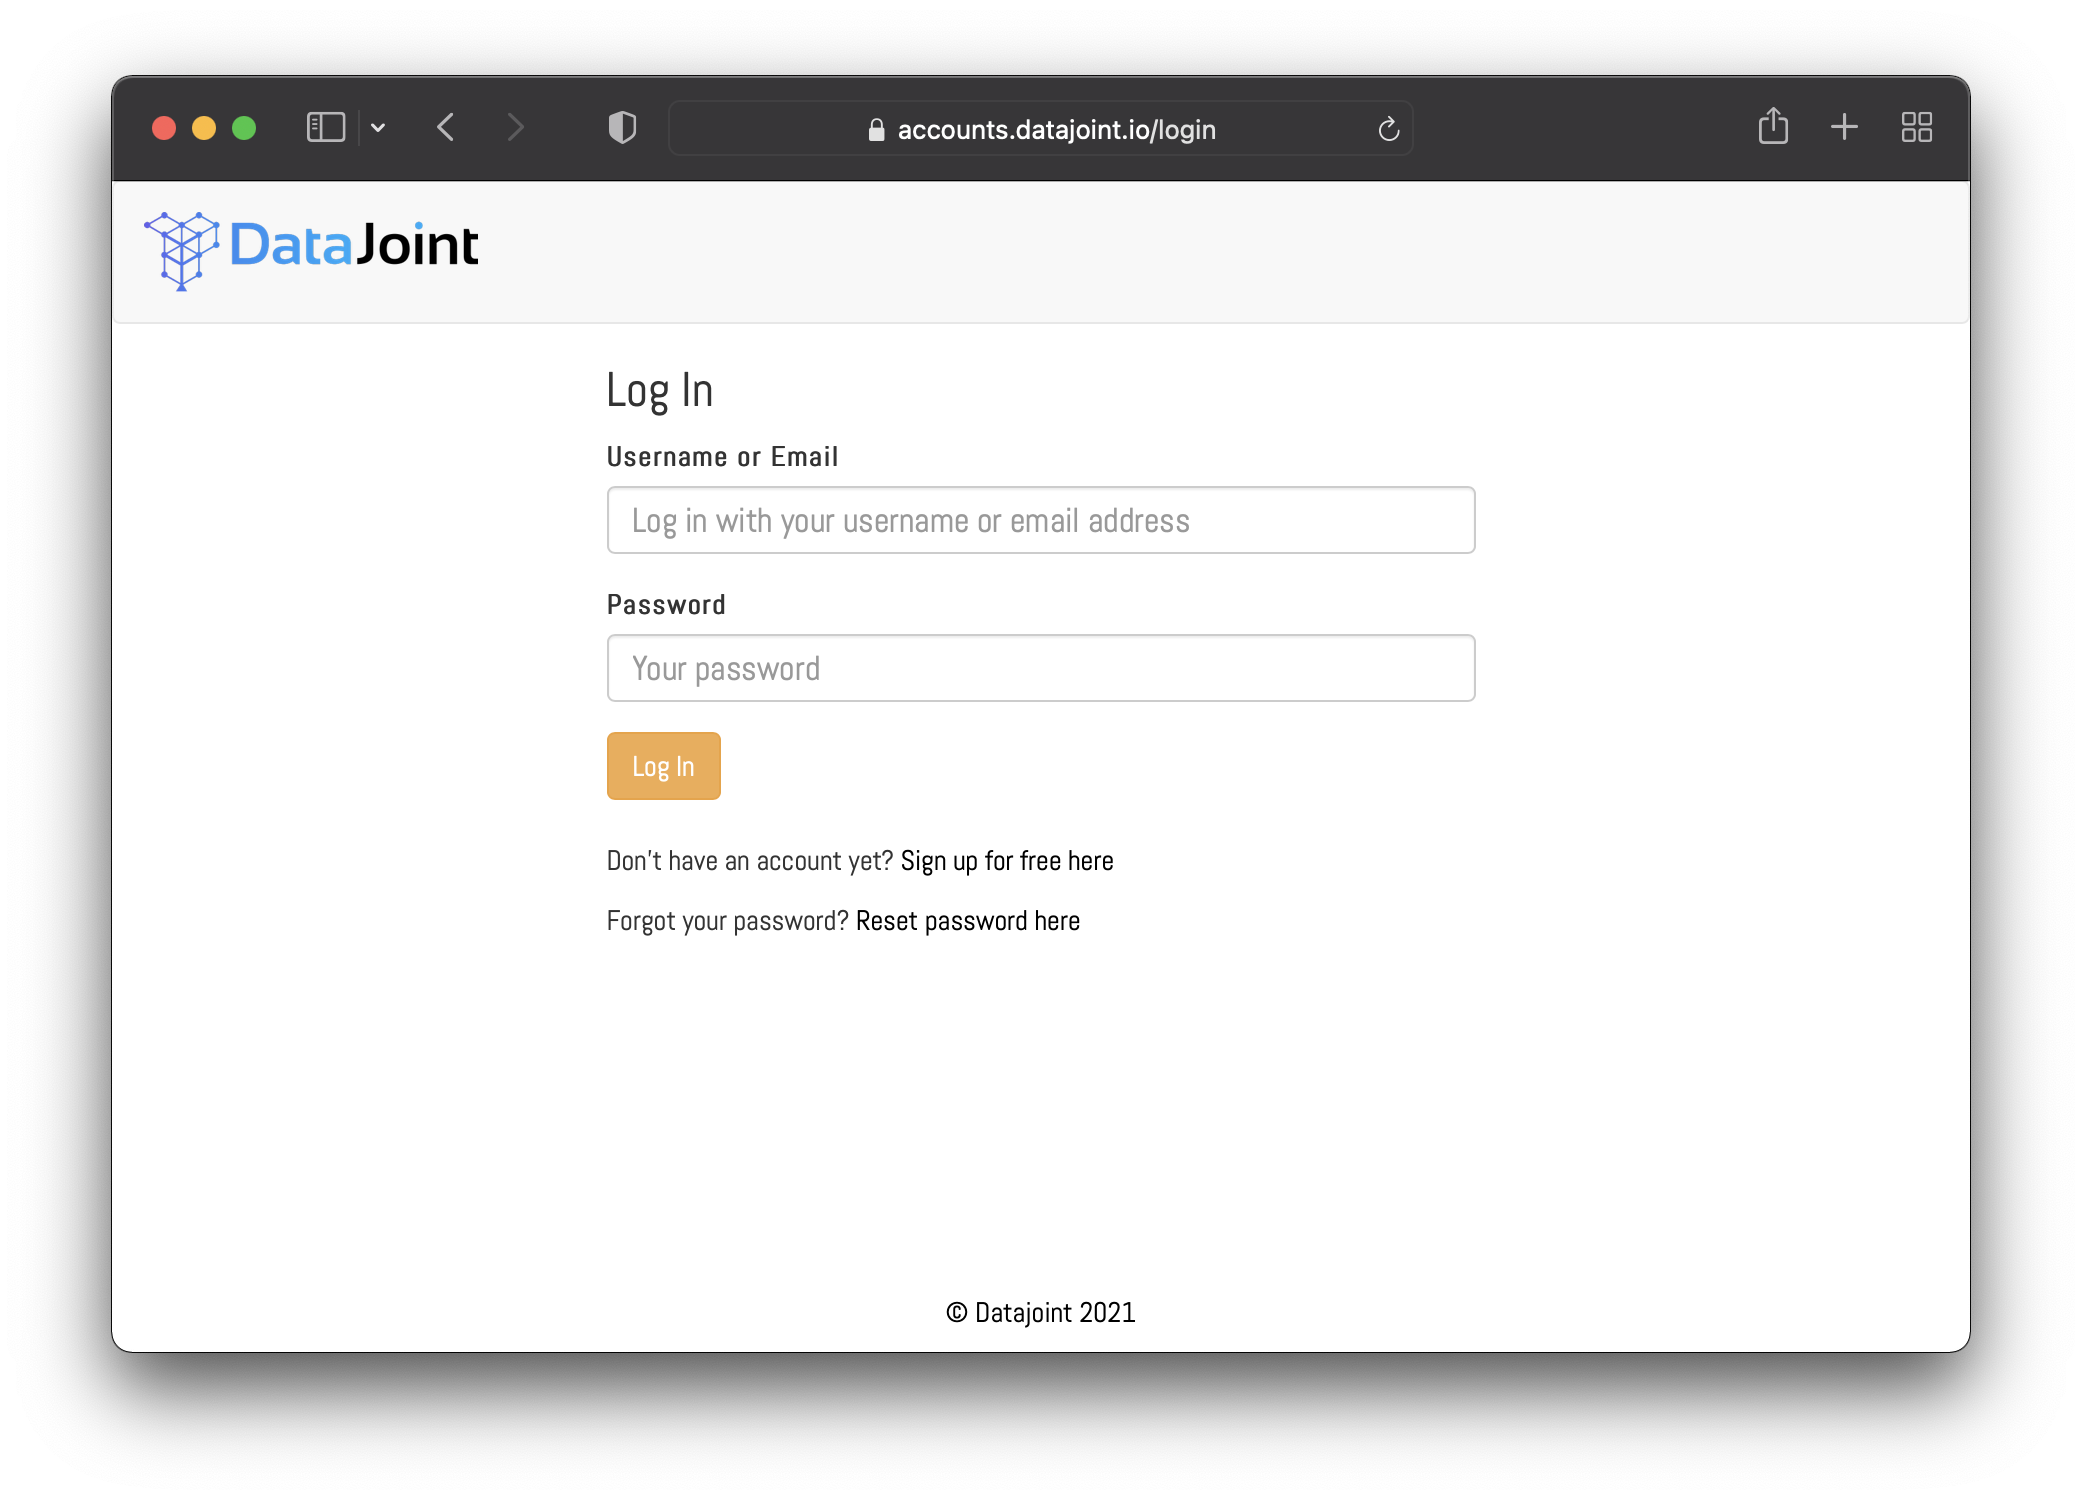 accounts.datajoint.io/login
DataJoint
Log In
Username or Email
Log in with your username or email address
Password
Your password
Log In
Don't have an account yet? Sign up for free here
Forgot your password? Reset password here
© Datajoint 2021